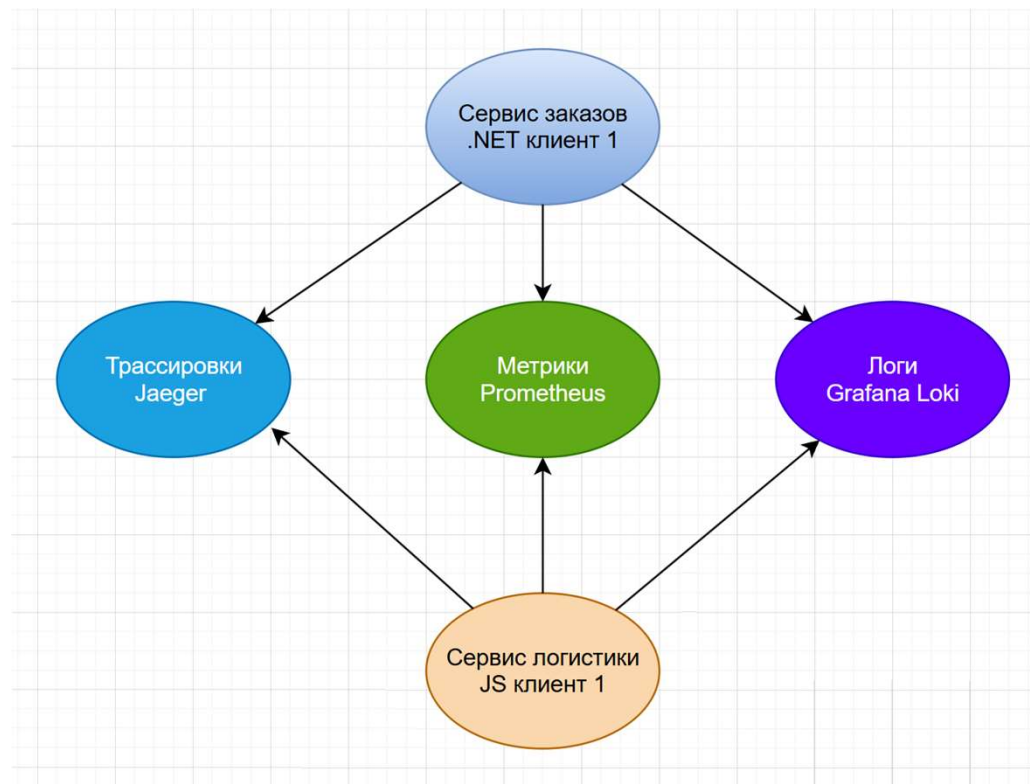 Сервис заказов
.NET клиент 1
Трассировки
Jaeger
Метрики
Prometheus
Логи
Grafana Loki
Сервис логистики
JS клиент 1